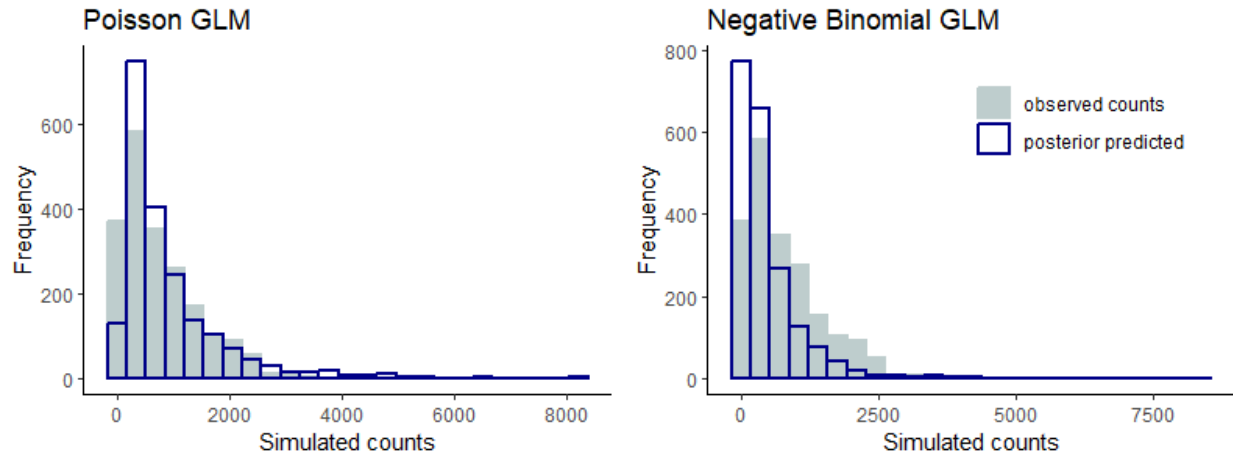 Poisson GLM
Frequency
600
400
200
0
0 2000 4000 6000 8000
Simulated counts
Negative Binomial GLM
Frequency
800
600
400
200
0
observed counts
posterior predicted
0 2500 5000 7500
Simulated counts